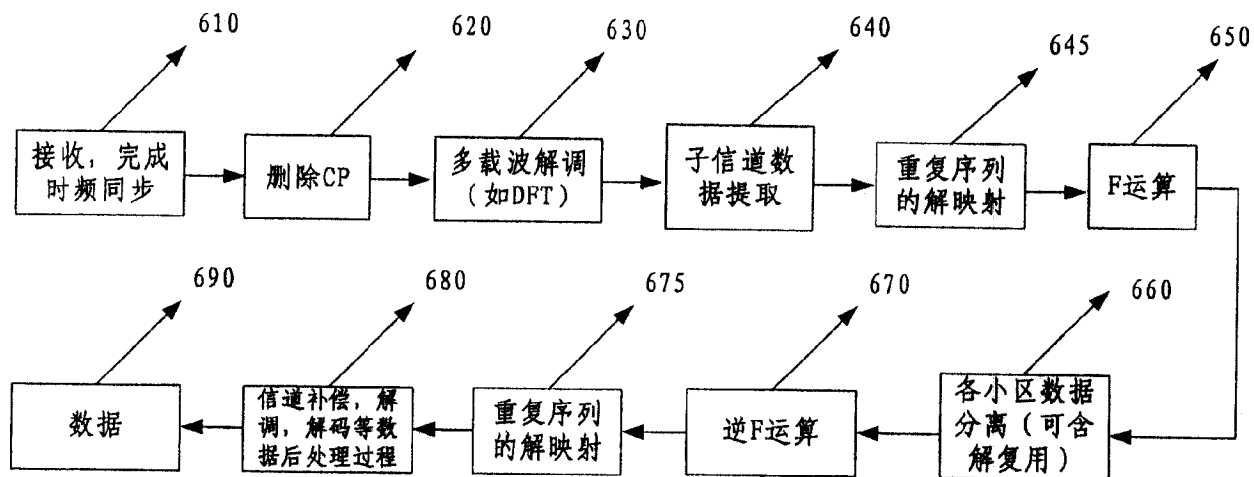 610
620
630
640
645
650
接收，完成
时频同步
删除CP
多载波解调
（如DFT）
子信道数
据提取
重复序列
的解映射
F运算
690
680
675
670
660
数据
信道补偿，解
调，解码等数
据后处理过程
重复序列
的解映射
逆F运算
各小区数据
分离（可含
解复用）